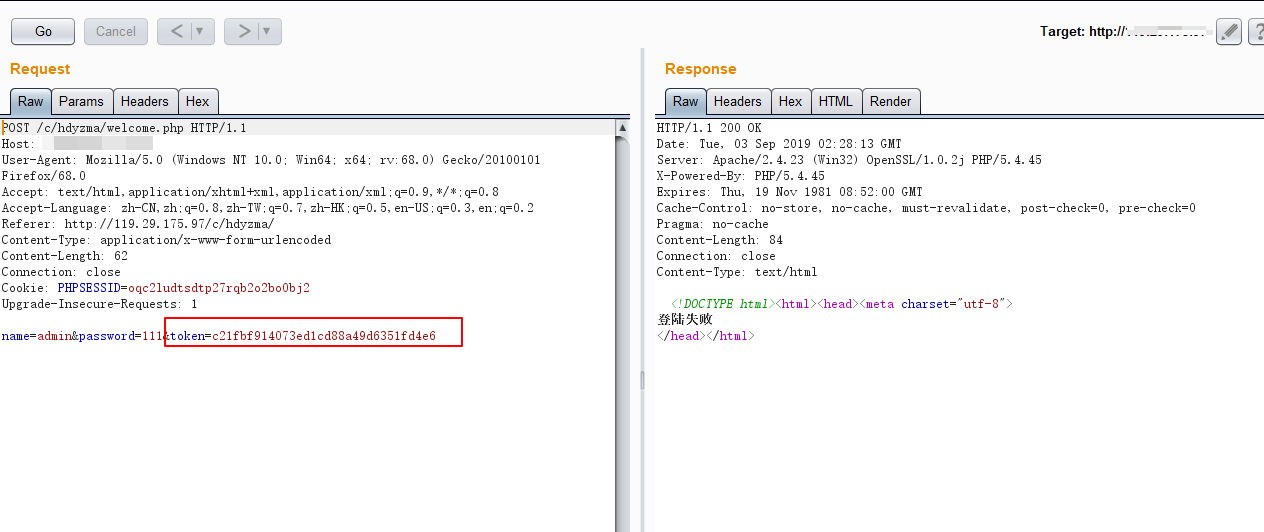 Go
Cancel
<
>
Target: http://
?
Request
Raw Params Headers Hex
POST /c/hdyzma/welcome.php HTTP/1.1
Host:
User-Agent: Mozilla/5.0 (Windows NT 10.0; Win64; x64; rv:68.0) Gecko/20100101
Firefox/68.0
Accept: text/html,application/xhtml+xml,application/xml;q=0.9,*/*;q=0.8
Accept-Language: zh-CN,zh;q=0.8,zh-TW;q=0.7,zh-HK;q=0.5,en-US;q=0.3,en;q=0.2
Referer: http://119.29.175.97/c/hdyzma/
Content-Type: application/x-www-form-urlencoded
Content-Length: 62
Connection: close
Cookie: PHPSESSID=oqc2ludtsdtp27rqb2o2bo0bj2
Upgrade-Insecure-Requests: 1
name=admin&password=111&token=c21fbf914073ed1cd88a49d6351fd4e6
Response
Raw Headers Hex HTML Render
HTTP/1.1 200 OK
Date: Tue, 03 Sep 2019 02:28:13 GMT
Server: Apache/2.4.23 (Win32) OpenSSL/1.0.2j PHP/5.4.45
X-Powered-By: PHP/5.4.45
Expires: Thu, 19 Nov 1981 08:52:00 GMT
Cache-Control: no-store, no-cache, must-revalidate, post-check=0, pre-check=0
Pragma: no-cache
Content-Length: 84
Connection: close
Content-Type: text/html
<!DOCTYPE html><html><head><meta charset="utf-8">
登陆失败
</head></html>